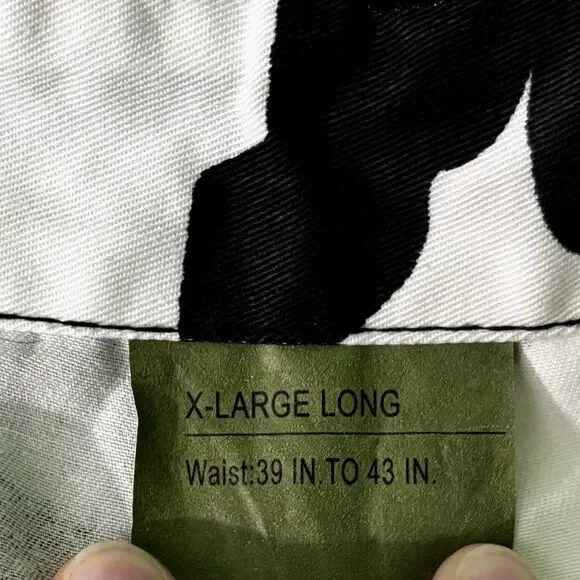 X-LARGE LONG
Waist:39 IN.TO 43 IN.